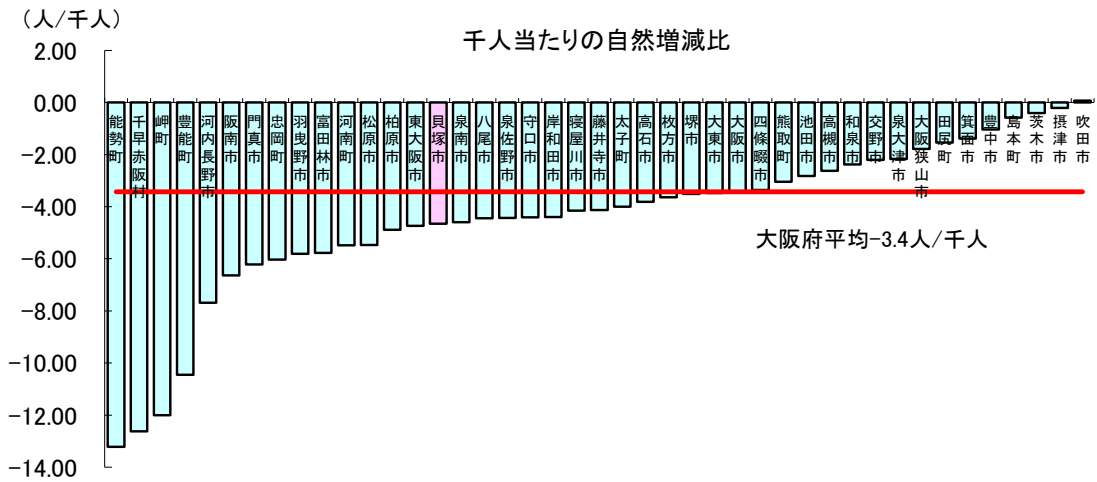 （人/千人）
千人当たりの自然増減比
2.00
0.00
-2.00
-4.00
-6.00
-8.00
-10.00
-12.00
-14.00
能勢町
千早赤阪村
岬町
豊能町
河内長野市
阪南市
門真市
忠岡町
羽曳野市
富田林市
河南町
松原市
柏原市
東大阪市
貝塚市
泉南市
八尾市
泉佐野市
守口市
岸和田市
寝屋川市
藤井寺市
太子町
高石市
枚方市
堺市
大東市
大阪市
四條畷市
熊取町
池田市
高槻市
和泉市
交野市
泉大津市
大阪狭山市
田尻町
箕面市
豊中市
島本町
茨木市
摂津市
吹田市
大阪府平均-3.4人/千人